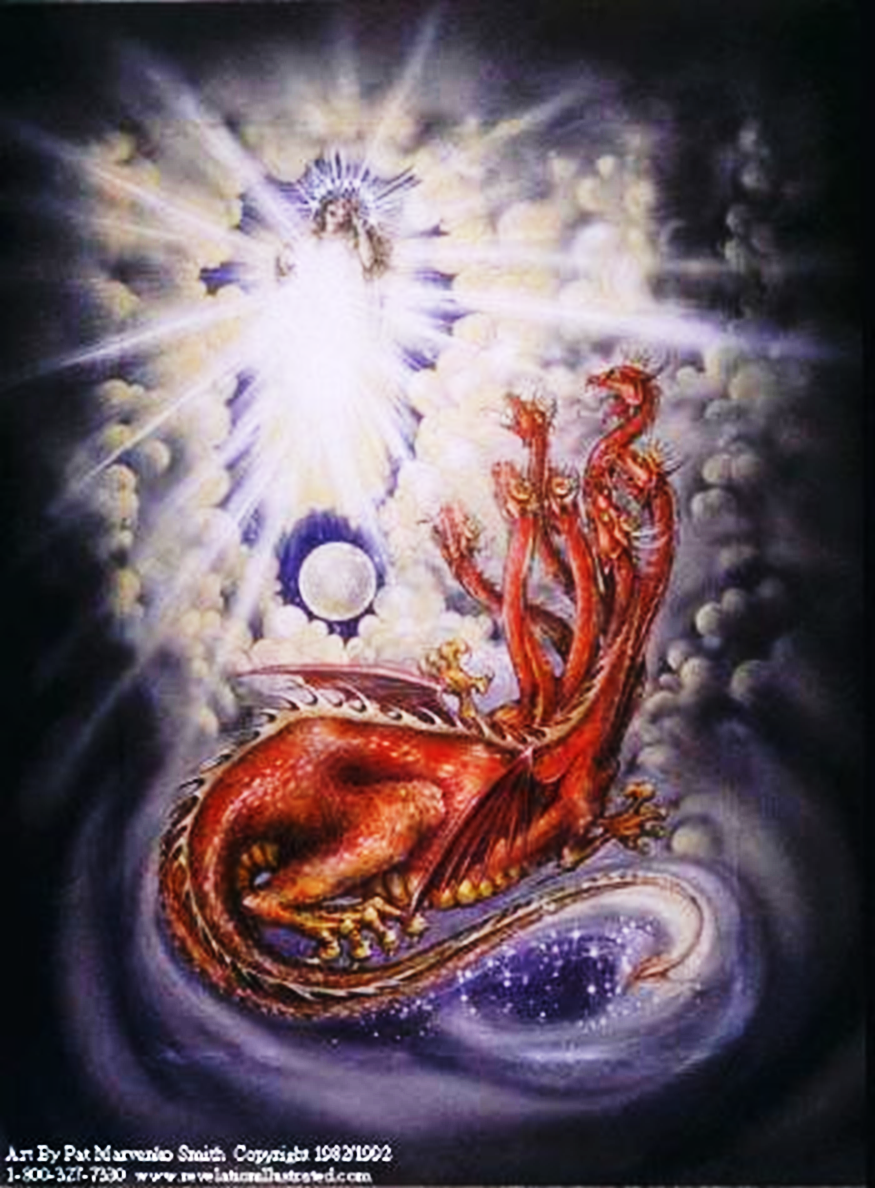 Art By Pat Marvenko Smith Copyright 1982/1992
1-800-327-7330 www.revelationillustrated.com